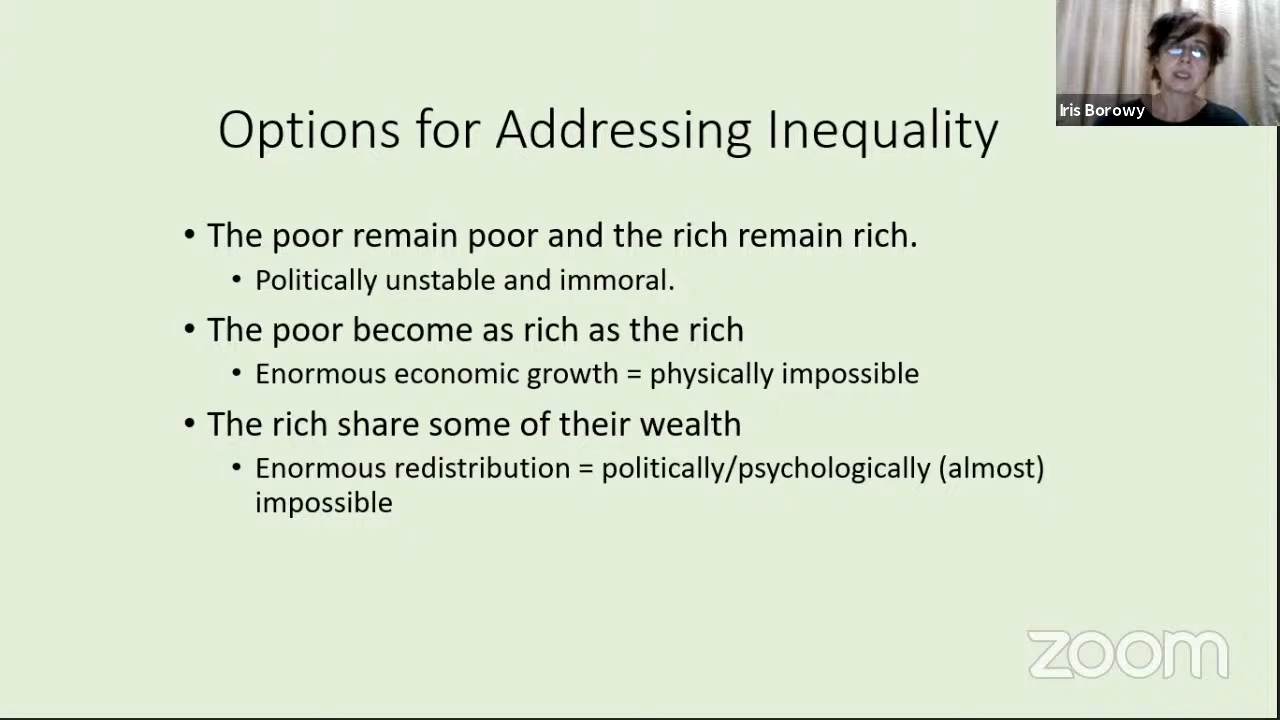 Iris Borowy
Options for Addressing Inequality
• The poor remain poor and the rich remain rich.
• Politically unstable and immoral.
• The poor become as rich as the rich
• Enormous economic growth = physically impossible
• The rich share some of their wealth
• Enormous redistribution = politically/psychologically (almost)
impossible
zoom